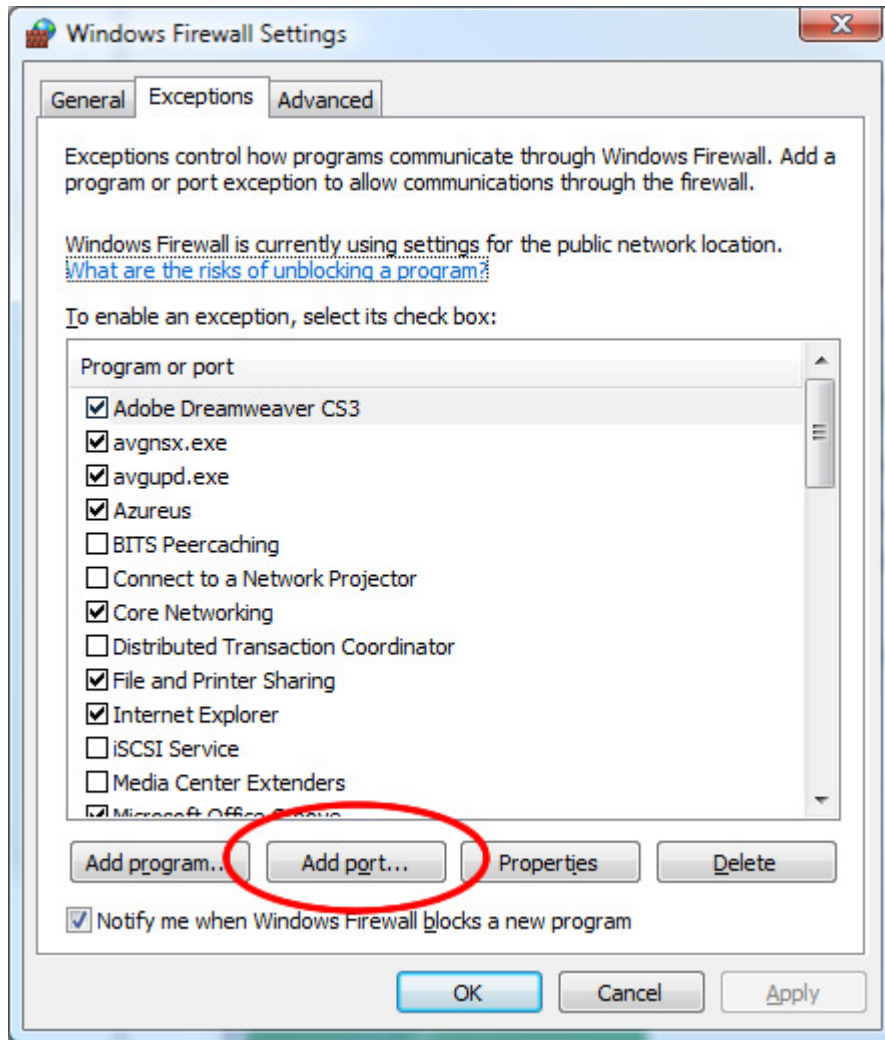 Windows Firewall Settings
General Exceptions Advanced
Exceptions control how programs communicate through Windows Firewall. Add a
program or port exception to allow communications through the firewall.
Windows Firewall is currently using settings for the public network location.
What are the risks of unblocking a program?
To enable an exception, select its check box:
Program or port
Adobe Dreamweaver CS3
avgnsx.exe
avgupd.exe
Azureus
BITS Peercaching
Connect to a Network Projector
Core Networking
Distributed Transaction Coordinator
File and Printer Sharing
Internet Explorer
iSCSI Service
Media Center Extenders
Microsoft Office Groove
Add program... Add port... Properties Delete
Notify me when Windows Firewall blocks a new program
OK Cancel Apply